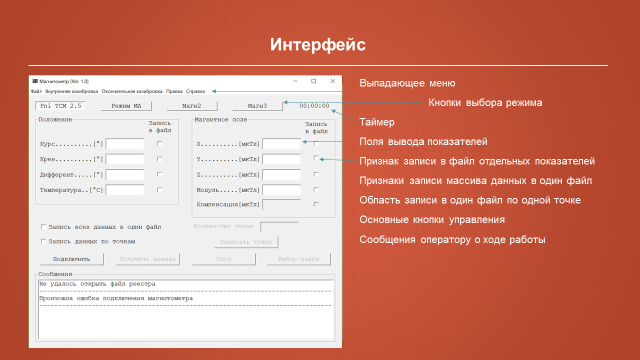 Интерфейс
Магнитометр (Ver. 1.0)
Файл Внутренняя калибровка Окончательная калибровка Правка Справка
Pni TCM 2.5
Режим МА
Магн2
Магн3
00:00:00
Положение
Запись
в файл
Курс..........[°]
Крен..........[°]
Дифферент.....[°]
Температура..[°C]
Магнитное поле
Запись
в файл
X..........[мкТл]
Y..........[мкТл]
Z..........[мкТл]
Модуль.....[мкТл]
Компенсация[мкТл]
Запись всех данных в один файл
Запись данных по точкам
Количество точек
Записать точку
Подключить
Получить данные
Стоп
Выбор папки
Сообщения
Не удалось открыть файл реестра
Произошла ошибка подключения магнитометра
Выпадающее меню
Кнопки выбора режима
Таймер
Поля вывода показателей
Признак записи в файл отдельных показателей
Признаки записи массива данных в один файл
Область записи в один файл по одной точке
Основные кнопки управления
Сообщения оператору о ходе работы